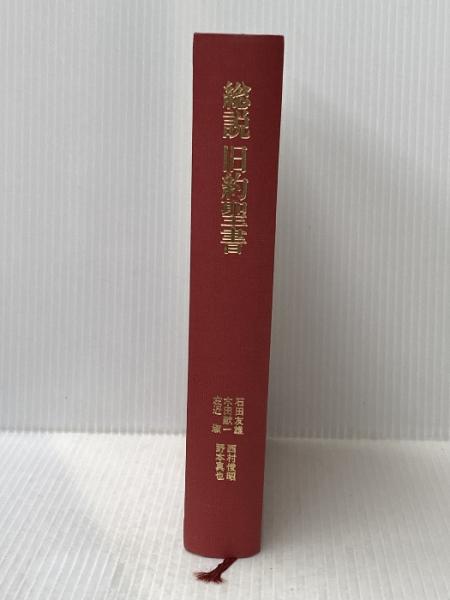 総説 旧約聖書
石田友雄
木田献一
左近 淑
西村俊昭
野本真也